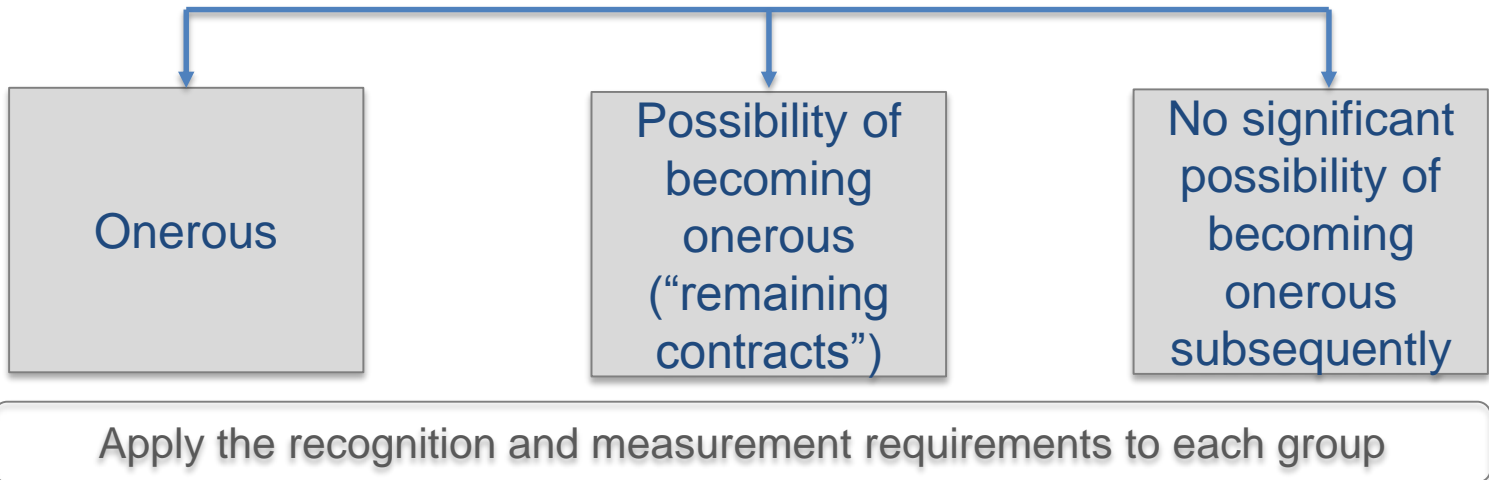 Onerous
Possibility of
becoming
onerous
(“remaining
contracts”)
No significant
possibility of
becoming
onerous
subsequently
Apply the recognition and measurement requirements to each group